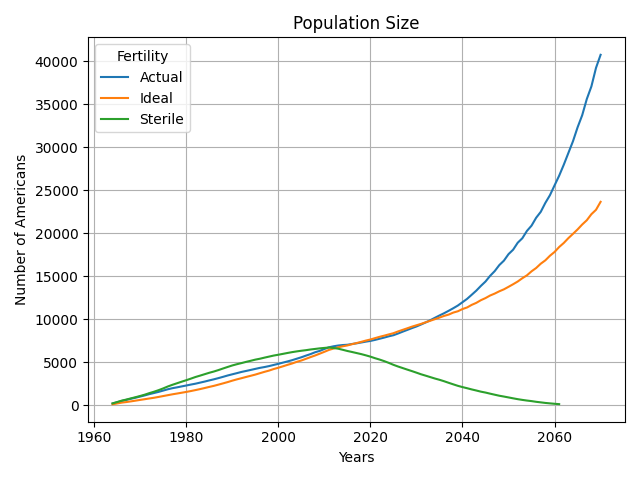 Population Size
Fertility
Actual
Ideal
Sterile
Number of Americans
40000
35000
30000
25000
20000
15000
10000
5000
0
1960
1980
2000
2020
2040
2060
Years